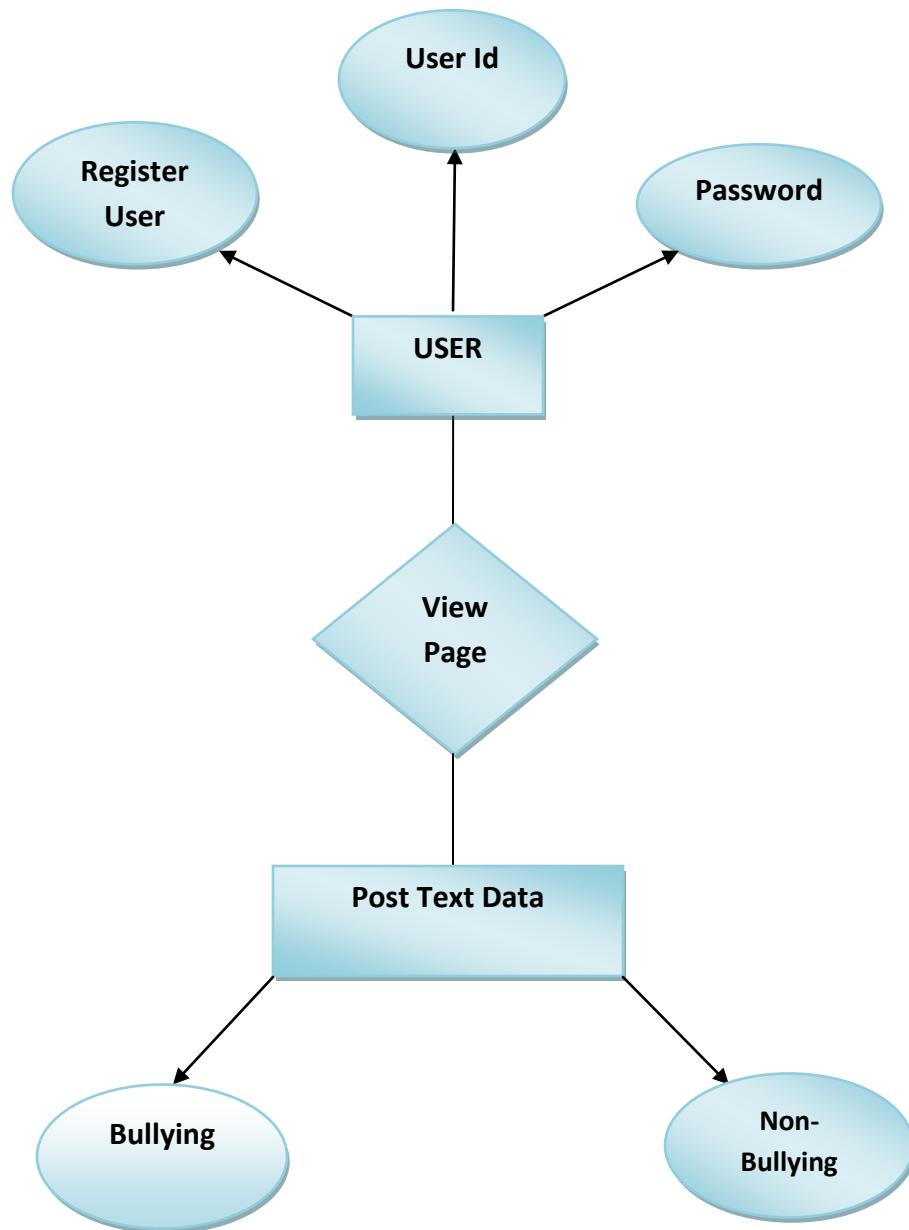 User Id
Register
User
Password
USER
View
Page
Post Text Data
Bullying
Non-
Bullying